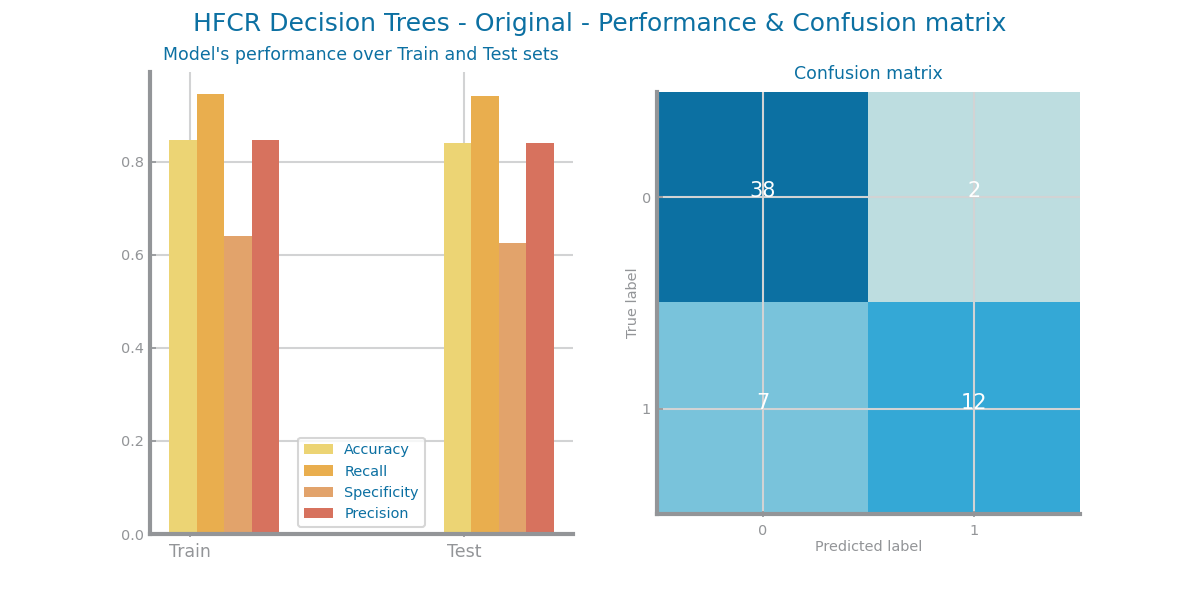 HFCR Decision Trees - Original - Performance & Confusion matrix
Model's performance over Train and Test sets
0.8
0.6
0.4
0.2
0.0
Train
Test
Accuracy
Recall
Specificity
Precision
Confusion matrix
True label
0
1
38
2
7
12
0
1
Predicted label